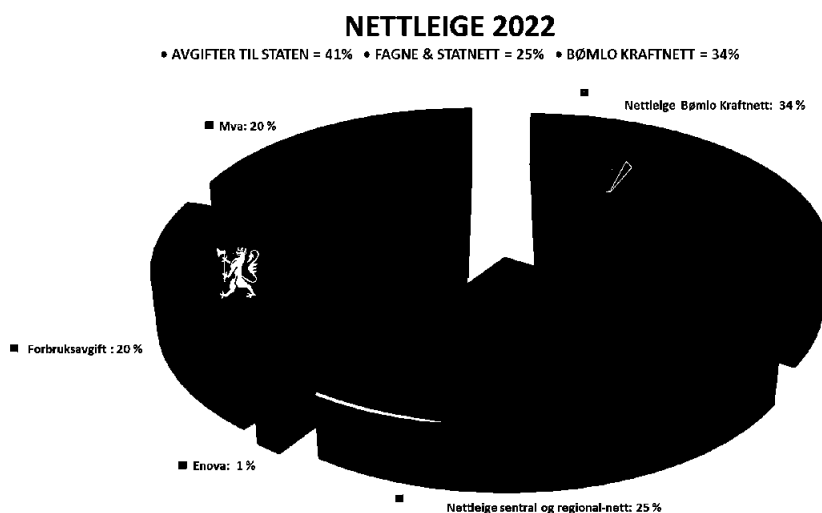 NETTLEIGE 2022
• AVGIFTER TIL STATEN = 41% • FAGNE & STATNETT = 25% • BØMLO KRAFTNETT = 34%
Nettleige Bømlo Kraftnett: 34 %
Mva: 20 %
Forbruksavgift : 20 %
Enova: 1 %
Nettleige sentral og regional-nett: 25 %